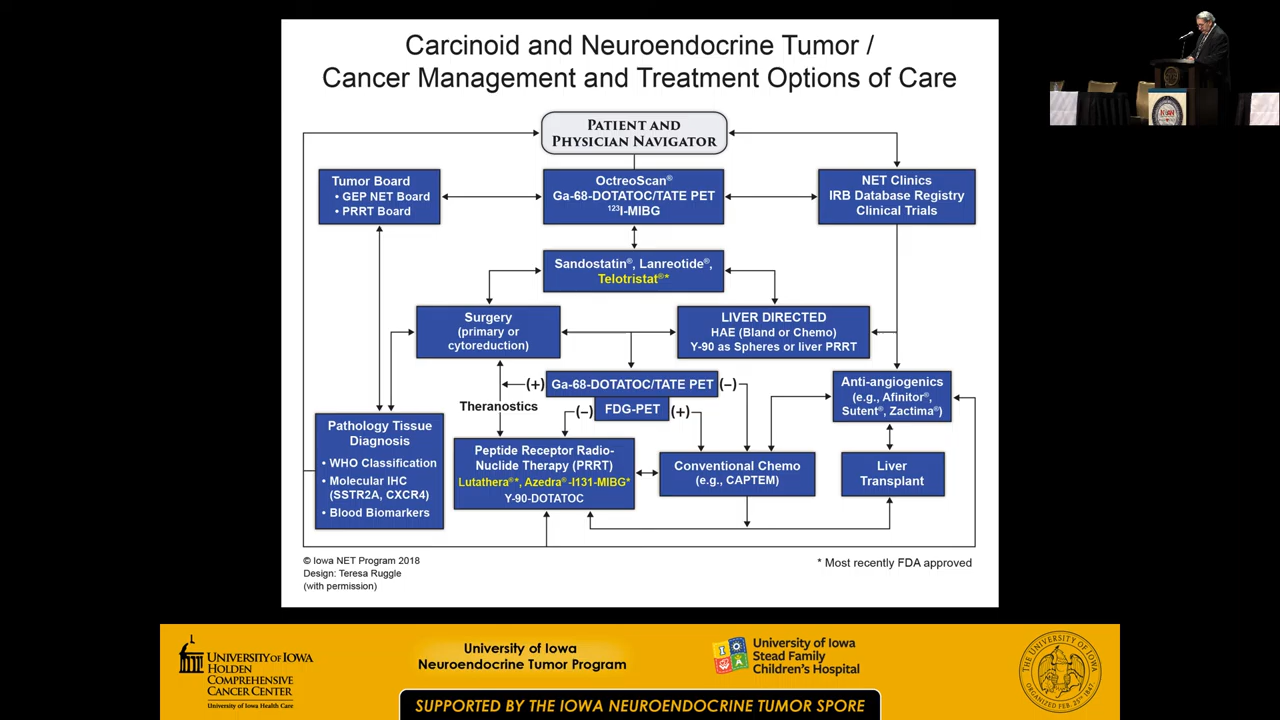 Carcinoid and Neuroendocrine Tumor /
Cancer Management and Treatment Options of Care
PATIENT AND
PHYSICIAN NAVIGATOR
Tumor Board
• GEP NET Board
• PRRT Board
OctreoScan®
Ga-68-DOTATOC/TATE PET
¹²³I-MIBG
NET Clinics
IRB Database Registry
Clinical Trials
Sandostatin®, Lanreotide®,
Telotristat®*
Surgery
(primary or
cytoreduction)
LIVER DIRECTED
HAE (Bland or Chemo)
Y-90 as Spheres or liver PRRT
(+) Ga-68-DOTATOC/TATE PET (–)
Theranostics
(–) FDG-PET (+)
Anti-angiogenics
(e.g., Afinitor®,
Sutent®, Zactima®)
Pathology Tissue
Diagnosis
• WHO Classification
• Molecular IHC
(SSTR2A, CXCR4)
• Blood Biomarkers
Peptide Receptor Radio-
Nuclide Therapy (PRRT)
Lutathera®*, Azedra®-I131-MIBG*
Y-90-DOTATOC
Conventional Chemo
(e.g., CAPTEM)
Liver
Transplant
© Iowa NET Program 2018
Design: Teresa Ruggle
(with permission)
* Most recently FDA approved
UNIVERSITY OF IOWA
HOLDEN
COMPREHENSIVE
CANCER CENTER
University of Iowa Health Care
University of Iowa
Neuroendocrine Tumor Program
IOWA
University of Iowa
Stead Family
Children's Hospital
THE UNIVERSITY OF IOWA
ORGANIZED FEB. 25TH 1847
SUPPORTED BY THE IOWA NEUROENDOCRINE TUMOR SPORE